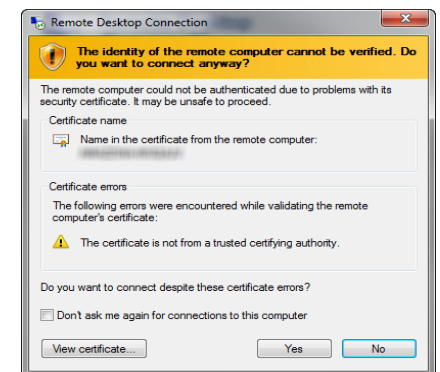 Remote Desktop Connection
The identity of the remote computer cannot be verified. Do
you want to connect anyway?
The remote computer could not be authenticated due to problems with its
security certificate. It may be unsafe to proceed.
Certificate name
Name in the certificate from the remote computer:
Certificate errors
The following errors were encountered while validating the remote
computer's certificate:
The certificate is not from a trusted certifying authority.
Do you want to connect despite these certificate errors?
Don't ask me again for connections to this computer
View certificate...
Yes
No